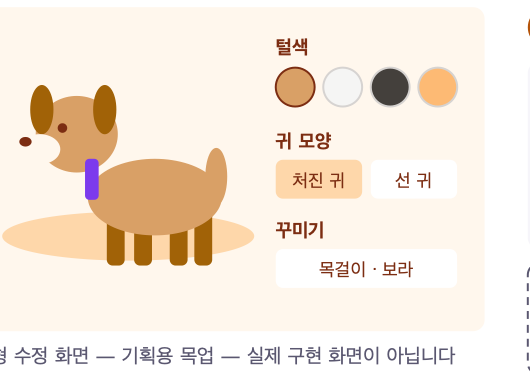 털색
귀 모양
처진 귀 선 귀
꾸미기
목걸이 · 보라
수정 화면 — 기획용 목업 — 실제 구현 화면이 아닙니다